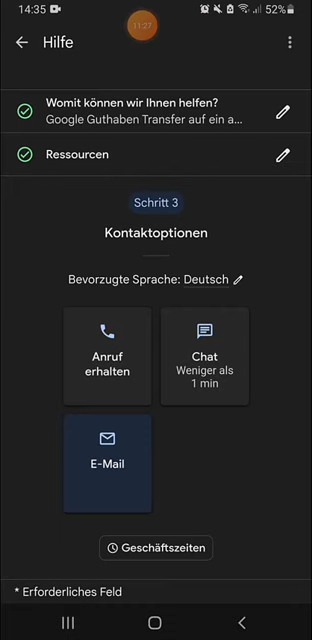 14:35
52%
11:27
Hilfe
Womit können wir Ihnen helfen?
Google Guthaben Transfer auf ein a...
Ressourcen
Schritt 3
Kontaktoptionen
Bevorzugte Sprache: Deutsch
Anruf
erhalten
Chat
Weniger als
1 min
E-Mail
Geschäftszeiten
* Erforderliches Feld